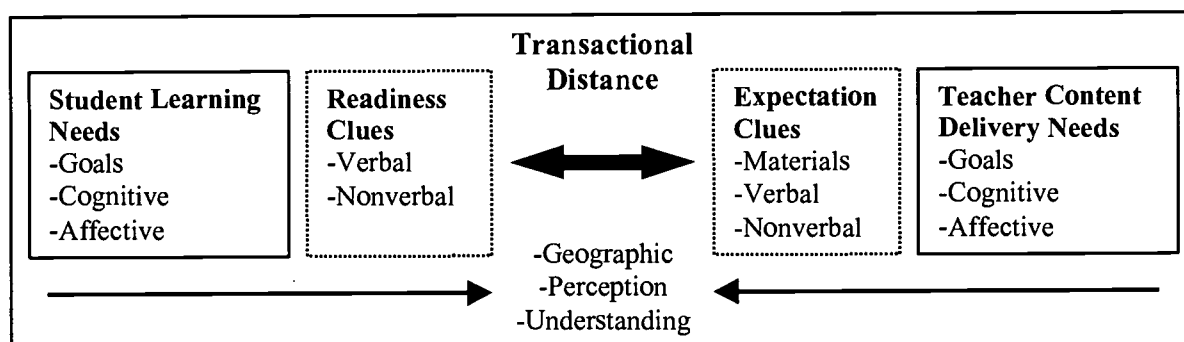 Transactional
Distance
Student Learning
Needs
-Goals
-Cognitive
-Affective
Readiness
Clues
-Verbal
-Nonverbal
Expectation
Clues
-Materials
-Verbal
-Nonverbal
Teacher Content
Delivery Needs
-Goals
-Cognitive
-Affective
-Geographic
-Perception
-Understanding